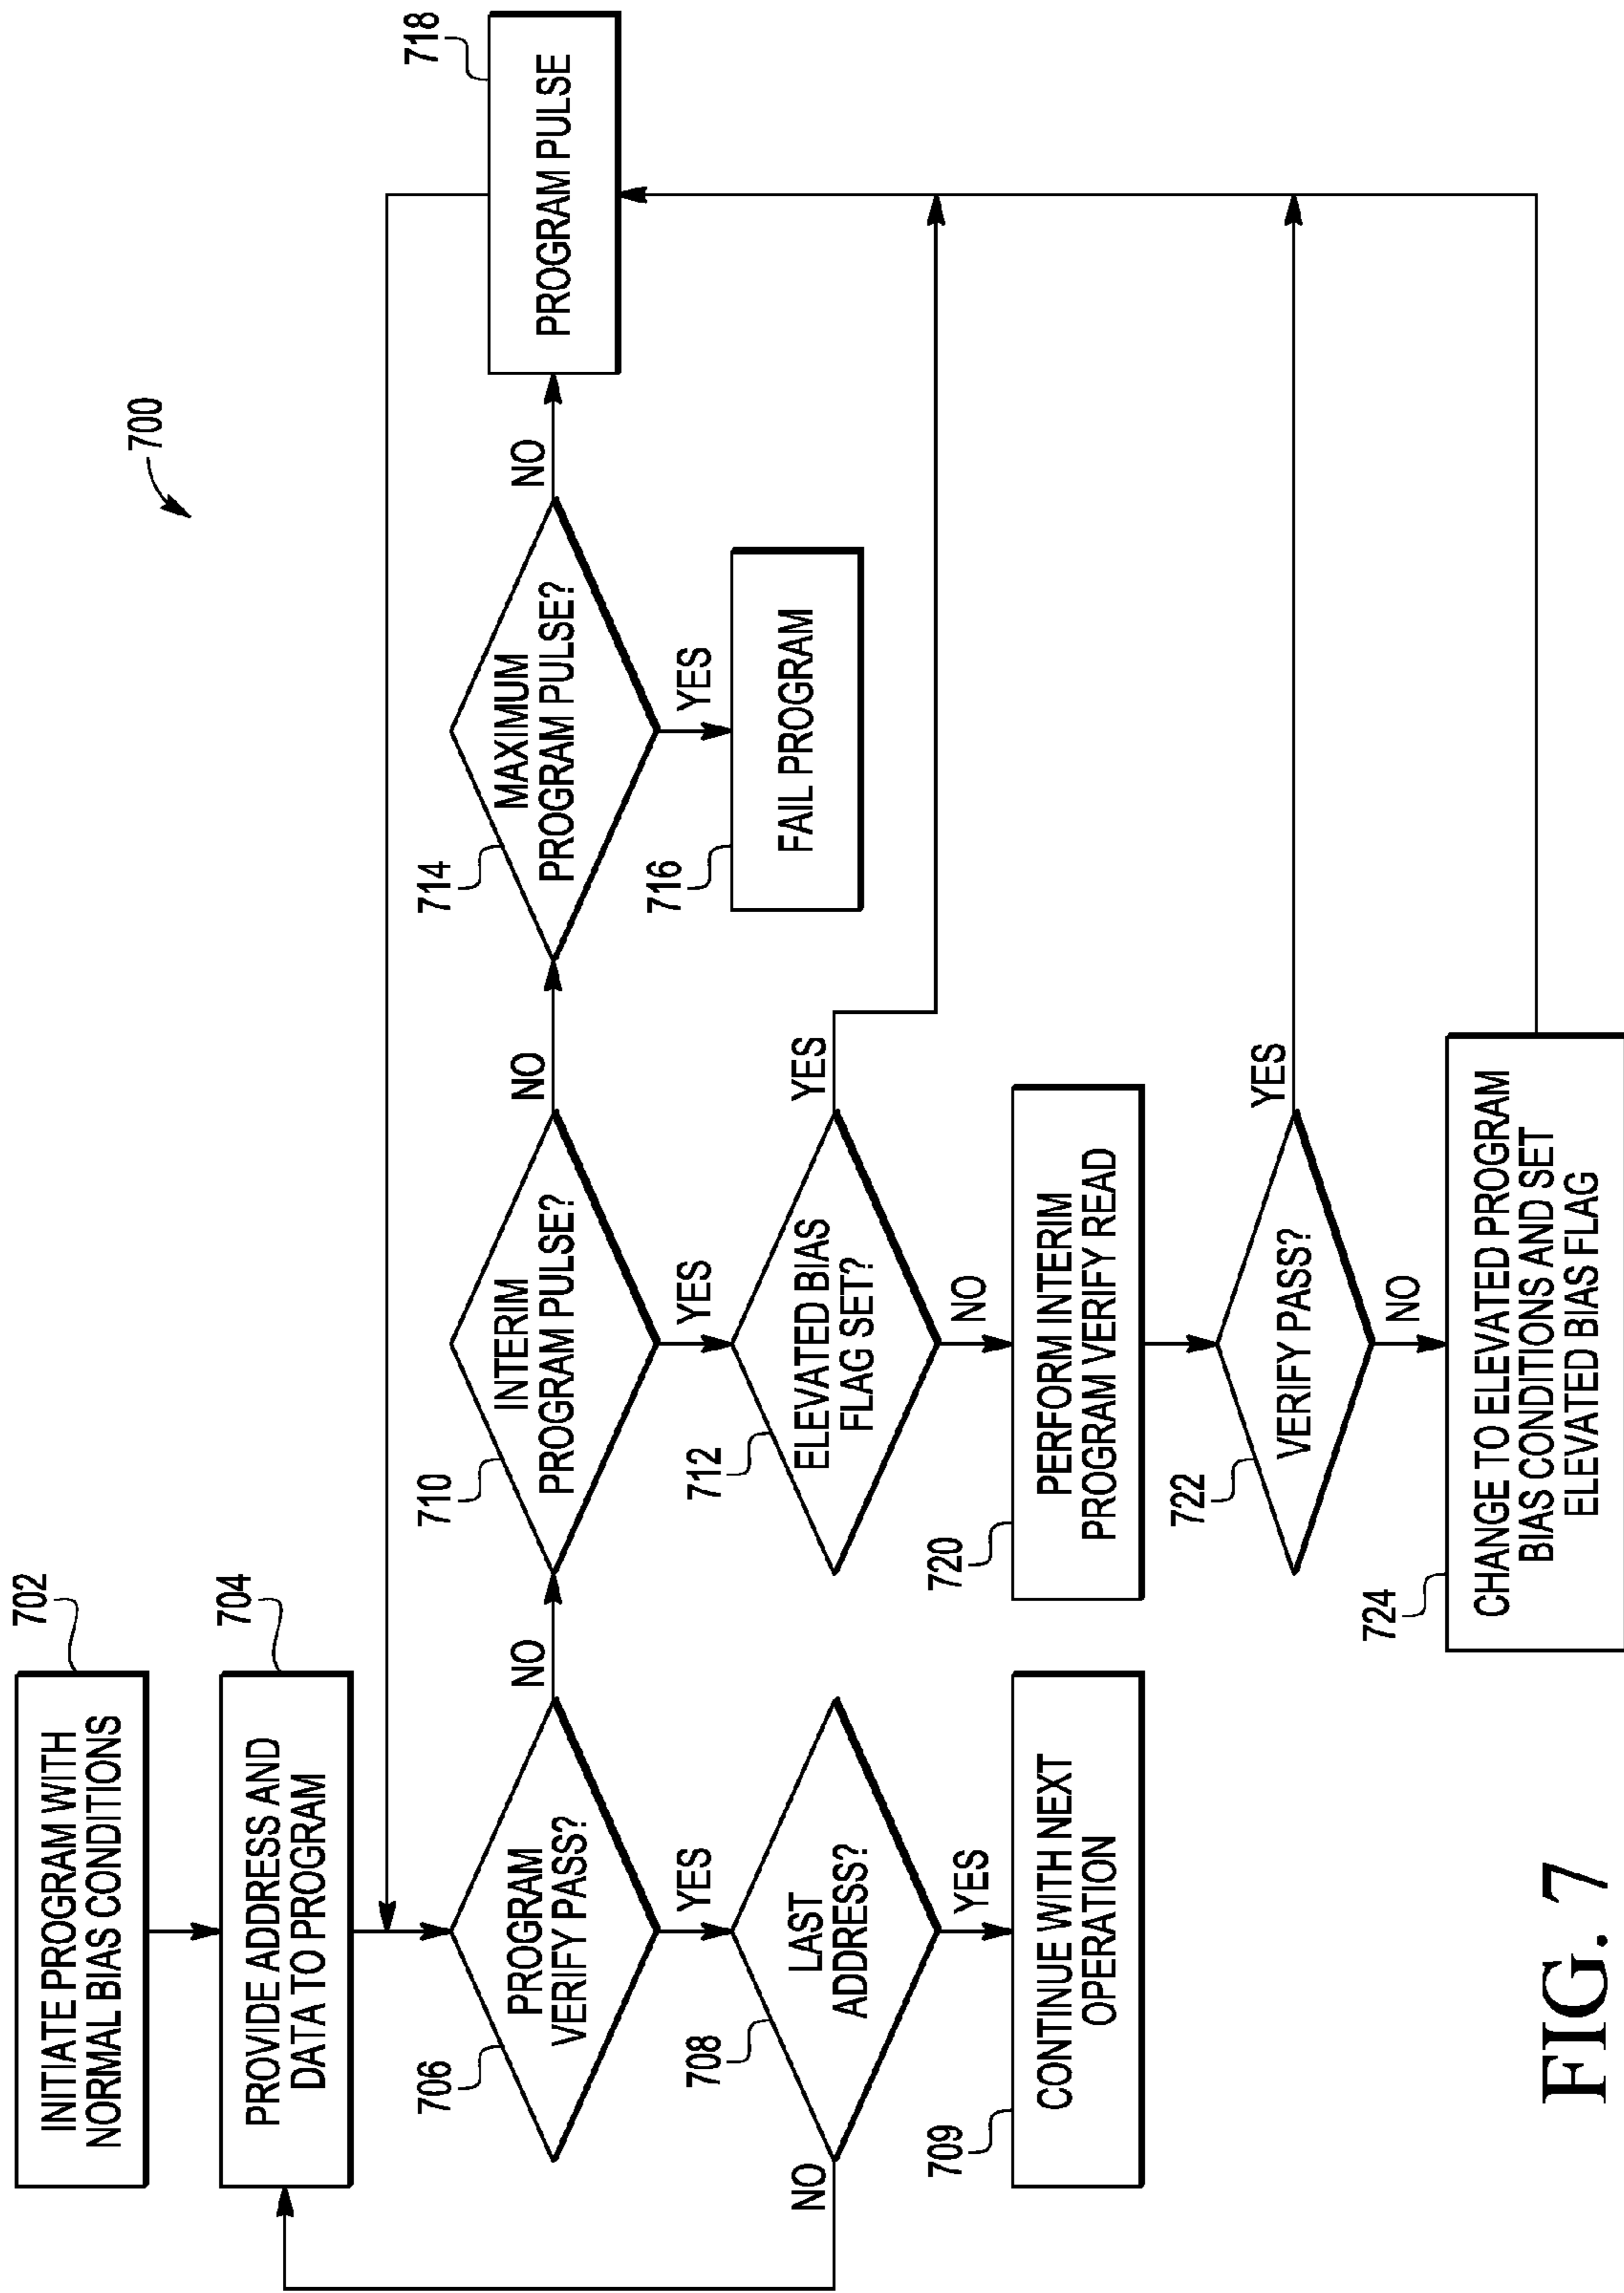 700
702
INITIATE PROGRAM WITH
NORMAL BIAS CONDITIONS
704
PROVIDE ADDRESS AND
DATA TO PROGRAM
706
PROGRAM
VERIFY PASS?
NO
YES
710
INTERIM
PROGRAM PULSE?
NO
YES
714
MAXIMUM
PROGRAM PULSE?
NO
YES
718
PROGRAM PULSE
708
LAST
ADDRESS?
NO
YES
712
ELEVATED BIAS
FLAG SET?
YES
NO
716
FAIL PROGRAM
709
CONTINUE WITH NEXT
OPERATION
720
PERFORM INTERIM
PROGRAM VERIFY READ
722
VERIFY PASS?
YES
NO
724
CHANGE TO ELEVATED PROGRAM
BIAS CONDITIONS AND SET
ELEVATED BIAS FLAG
FIG. 7